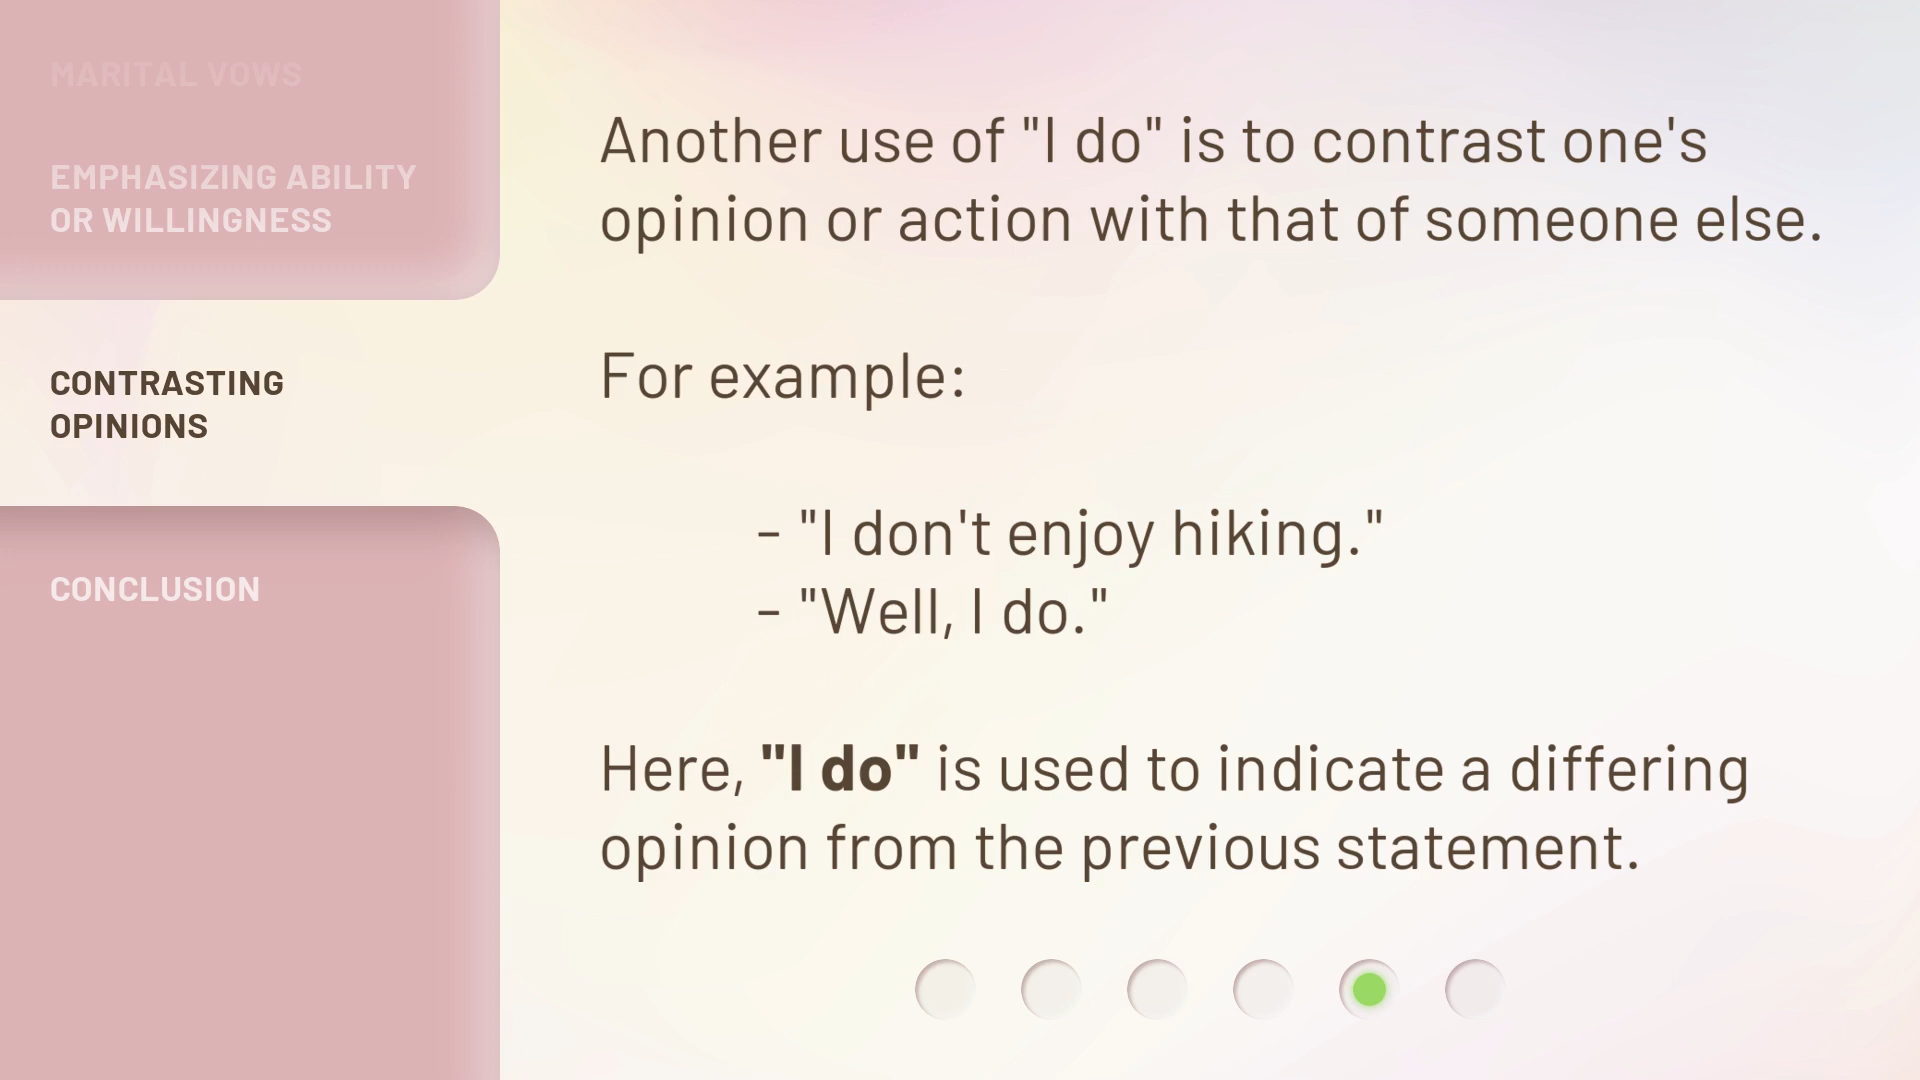 MARITAL VOWS
EMPHASIZING ABILITY
OR WILLINGNESS
CONTRASTING
OPINIONS
CONCLUSION
Another use of "I do" is to contrast one's
opinion or action with that of someone else.
For example:
- "I don't enjoy hiking."
- "Well, I do."
Here, "I do" is used to indicate a differing
opinion from the previous statement.